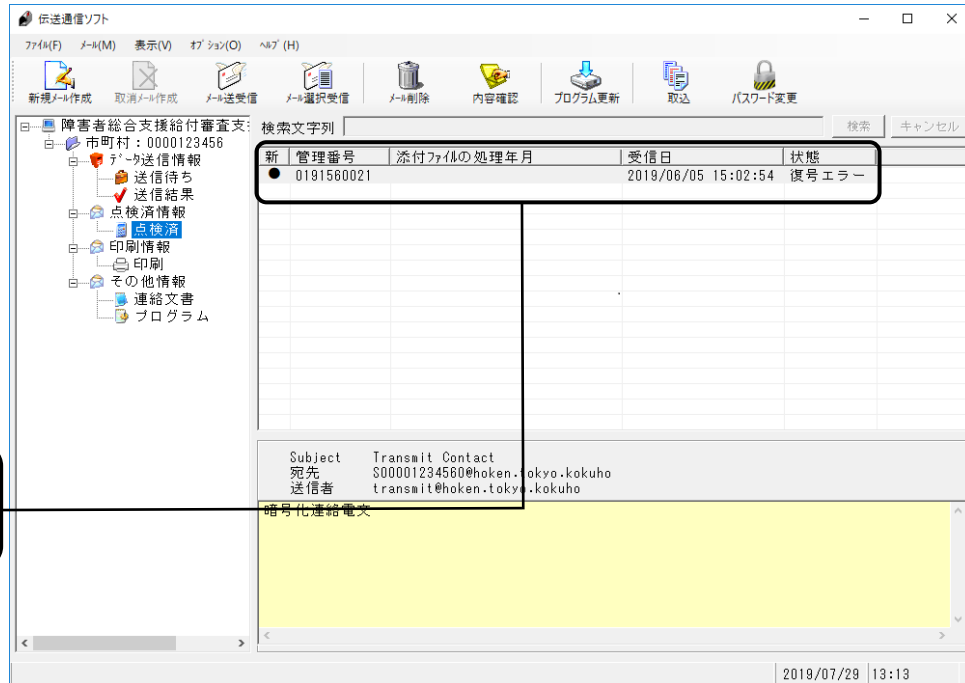 伝送通信ソフト
ファイル(F) メール(M) 表示(V) オプション(O) ヘルプ(H)
新規メール作成 取消メール作成 メール送受信 メール選択受信 メール削除 内容確認 プログラム更新 取込 パスワード変更
障害者総合支援給付審査支
検索文字列 検索 キャンセル
市町村:0000123456
データ送信情報
送信待ち
送信結果
点検済情報
点検済
印刷情報
印刷
その他情報
連絡文書
プログラム
新 管理番号 添付ファイルの処理年月 受信日 状態
● 0191560021 2019/06/05 15:02:54 復号エラー
Subject Transmit Contact
宛先 S00001234560@hoken.tokyo.kokuho
送信者 transmit@hoken.tokyo.kokuho
暗号化連絡電文
2019/07/29 13:13